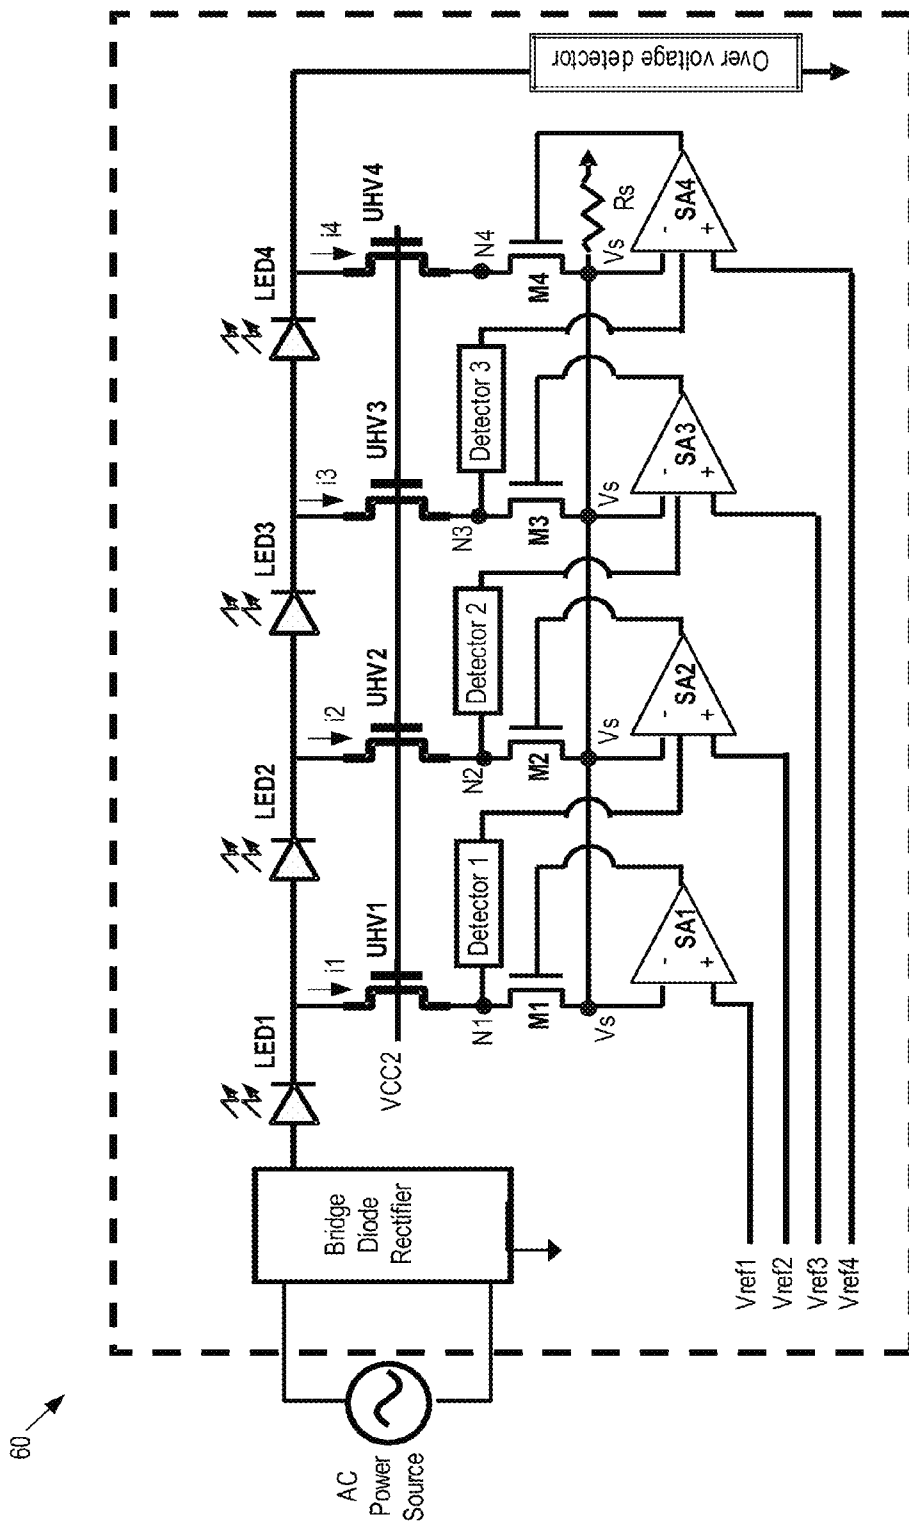 60
AC
Power
Source
Bridge
Diode
Rectifier
LED1
LED2
LED3
LED4
i1
i2
i3
i4
UHV1
UHV2
UHV3
UHV4
VCC2
N1
N2
N3
N4
Detector 1
Detector 2
Detector 3
M1
M2
M3
M4
Vs
Vs
Vs
Vs
Rs
- SA1 +
- SA2 +
- SA3 +
- SA4 +
Vref1
Vref2
Vref3
Vref4
Over voltage detector